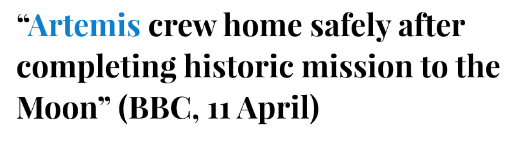 “Artemis crew home safely after
completing historic mission to the
Moon” (BBC, 11 April)